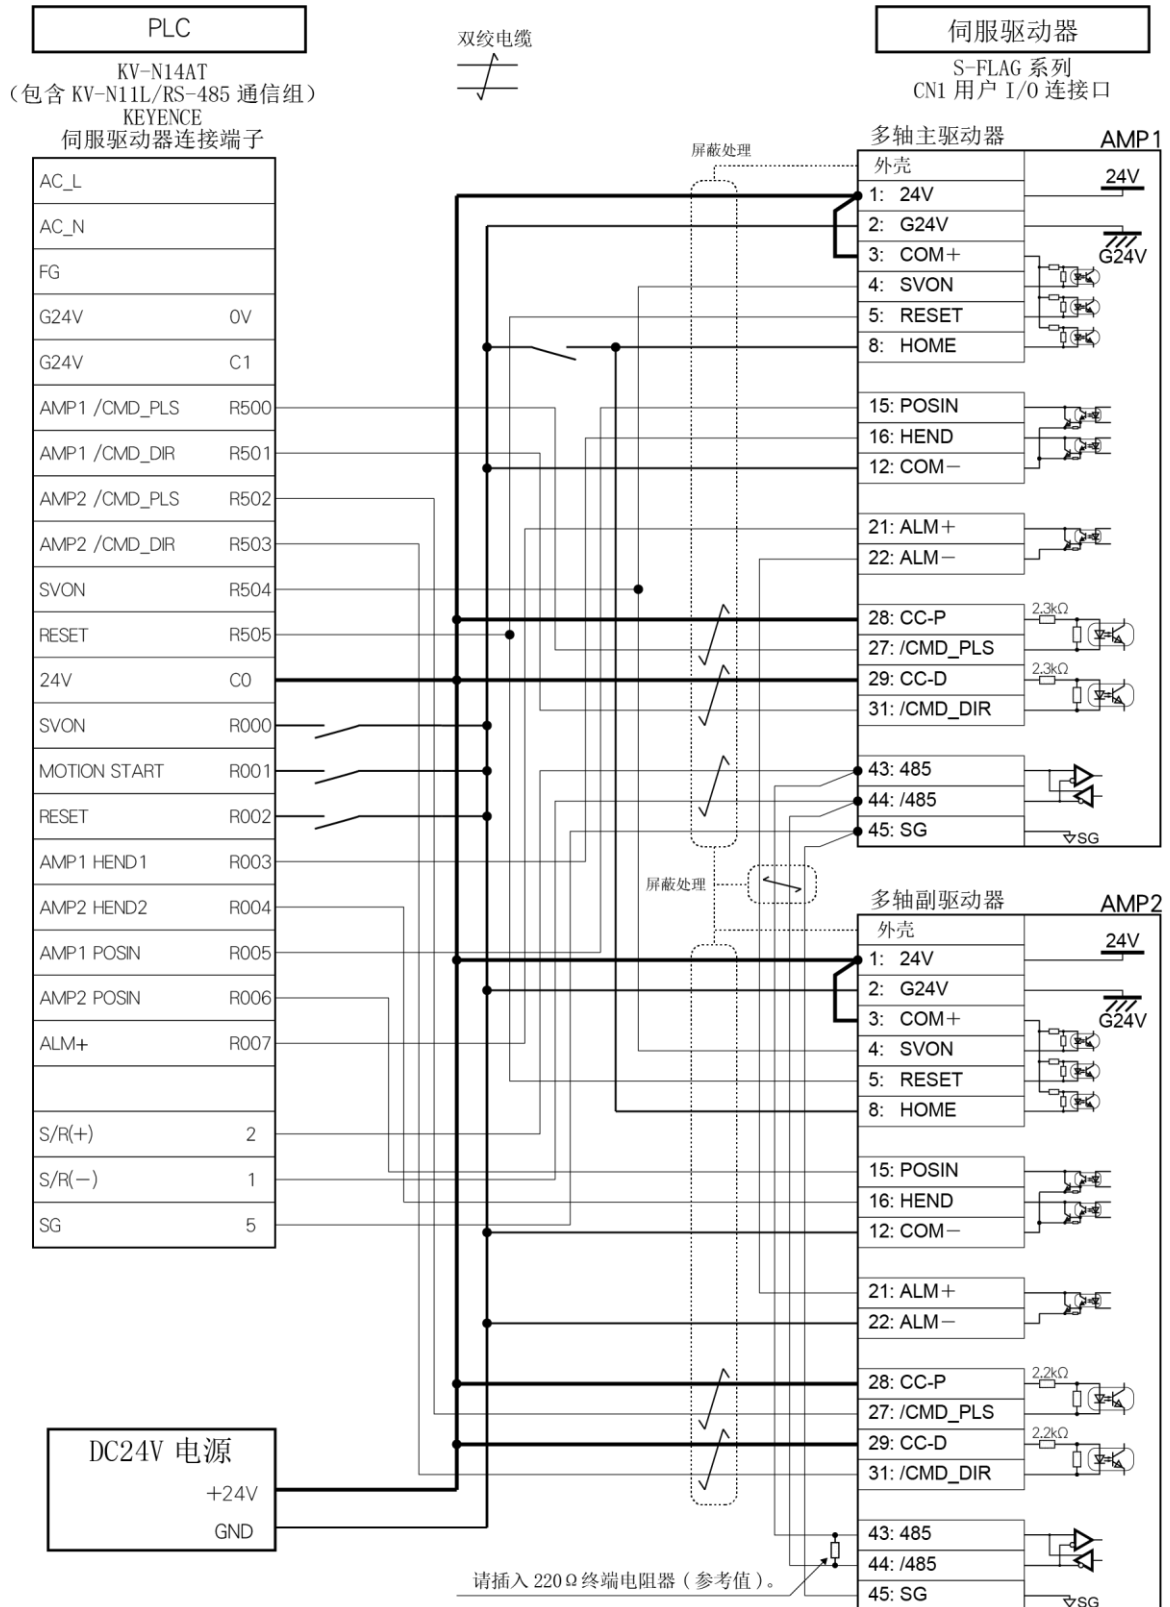 PLC
KV-N14AT
（包含 KV-N11L/RS-485 通信组）
KEYENCE
伺服驱动器连接端子
AC_L
AC_N
FG
G24V 0V
G24V C1
AMP1 /CMD_PLS R500
AMP1 /CMD_DIR R501
AMP2 /CMD_PLS R502
AMP2 /CMD_DIR R503
SVON R504
RESET R505
24V C0
SVON R000
MOTION START R001
RESET R002
AMP1 HEND1 R003
AMP2 HEND2 R004
AMP1 POSIN R005
AMP2 POSIN R006
ALM+ R007
S/R(+) 2
S/R(−) 1
SG 5
DC24V 电源
+24V
GND
双绞电缆
屏蔽处理
屏蔽处理
请插入 220Ω终端电阻器（参考值）。
伺服驱动器
S-FLAG 系列
CN1 用户 I/O 连接口
多轴主驱动器 AMP1
外壳
1: 24V
2: G24V
3: COM+
4: SVON
5: RESET
8: HOME
24V
G24V
15: POSIN
16: HEND
12: COM−
21: ALM+
22: ALM−
28: CC-P 2.3kΩ
27: /CMD_PLS
29: CC-D 2.3kΩ
31: /CMD_DIR
43: 485
44: /485
45: SG SG
多轴副驱动器 AMP2
外壳
1: 24V
2: G24V
3: COM+
4: SVON
5: RESET
8: HOME
24V
G24V
15: POSIN
16: HEND
12: COM−
21: ALM+
22: ALM−
28: CC-P 2.2kΩ
27: /CMD_PLS
29: CC-D 2.2kΩ
31: /CMD_DIR
43: 485
44: /485
45: SG SG